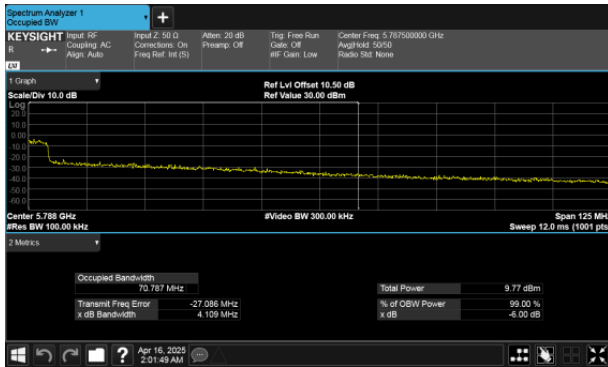 Spectrum Analyzer 1
Occupied BW
+
KEYSIGHT
R
LXI
Input: RF
Coupling: AC
Align: Auto
Input Z: 50 Ω
Corrections: On
Freq Ref: Int (S)
Atten: 20 dB
Preamp: Off
Trig: Free Run
Gate: Off
#IF Gain: Low
Center Freq: 5.787500000 GHz
Avg|Hold: 50/50
Radio Std: None
1 Graph
Scale/Div 10.0 dB
Ref Lvl Offset 10.50 dB
Ref Value 30.00 dBm
Log
20.0
10.0
0.00
-10.0
-20.0
-30.0
-40.0
-50.0
-60.0
Center 5.788 GHz
#Res BW 100.00 kHz
#Video BW 300.00 kHz
Span 125 MH
Sweep 12.0 ms (1001 pts
2 Metrics
Occupied Bandwidth
70.787 MHz
Transmit Freq Error -27.086 MHz
x dB Bandwidth 4.109 MHz
Total Power 9.77 dBm
% of OBW Power 99.00 %
x dB -6.00 dB
?
Apr 16, 2025
2:01:49 AM